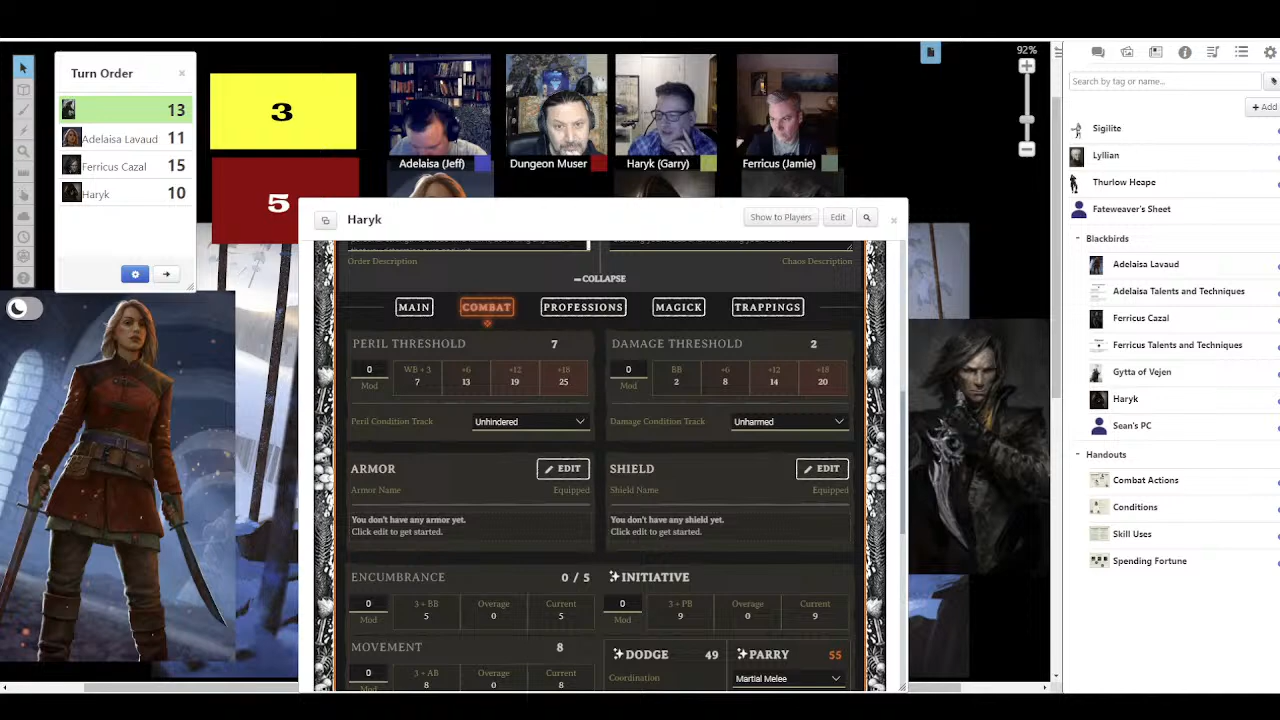 Turn Order
13
Adelaisa Lavaud 11
Ferricus Cazal 15
Haryk 10
3
5
Adelaisa (Jeff)
Dungeon Muser
Haryk (Garry)
Ferricus (Jamie)
92%
Search by tag or name...
+ Add
Sigilite
Lyllian
Thurlow Heape
Fateweaver's Sheet
Blackbirds
Adelaisa Lavaud
Adelaisa Talents and Techniques
Ferricus Cazal
Ferricus Talents and Techniques
Gytta of Vejen
Haryk
Sean's PC
Handouts
Combat Actions
Conditions
Skill Uses
Spending Fortune
Haryk
Show to Players
Edit
Order Description
Chaos Description
COLLAPSE
MAIN
COMBAT
PROFESSIONS
MAGICK
TRAPPINGS
PERIL THRESHOLD 7
0 WB + 3 +6 +12 +18
Mod 7 13 19 25
Peril Condition Track Unhindered
DAMAGE THRESHOLD 2
0 BB +6 +12 +18
Mod 2 8 14 20
Damage Condition Track Unharmed
ARMOR EDIT
Armor Name Equipped
You don't have any armor yet.
Click edit to get started.
SHIELD EDIT
Shield Name Equipped
You don't have any shield yet.
Click edit to get started.
ENCUMBRANCE 0 / 5
0 3 + BB Overage Current
Mod 5 0 5
INITIATIVE
0 3 + PB Overage Current
Mod 9 0 9
MOVEMENT 8
0 3 + AB Overage Current
Mod 8 0 8
DODGE 49
Coordination
PARRY 55
Martial Melee